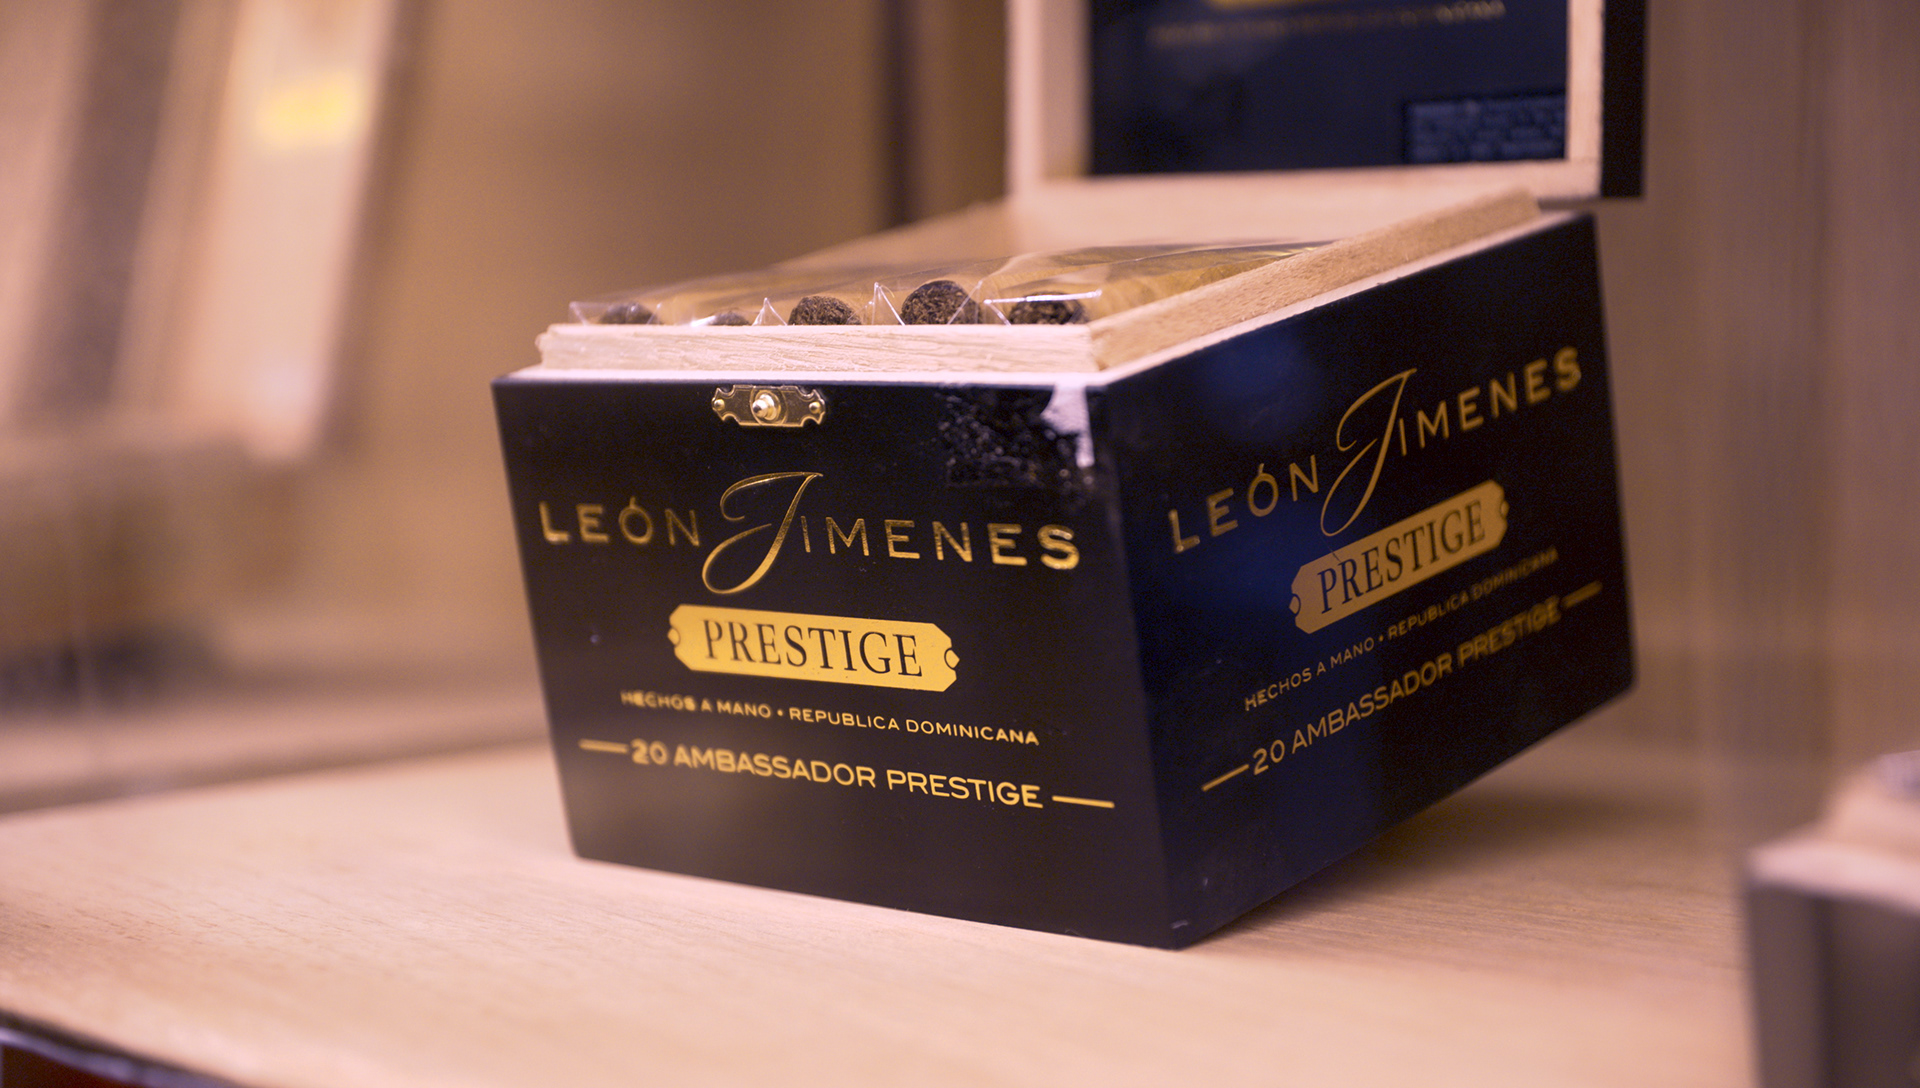 LEÓN JIMENES
PRESTIGE
HECHOS A MANO • REPUBLICA DOMINICANA
20 AMBASSADOR PRESTIGE
LEÓN JIMENES
PRESTIGE
HECHOS A MANO • REPUBLICA DOMINICANA
20 AMBASSADOR PRESTIGE